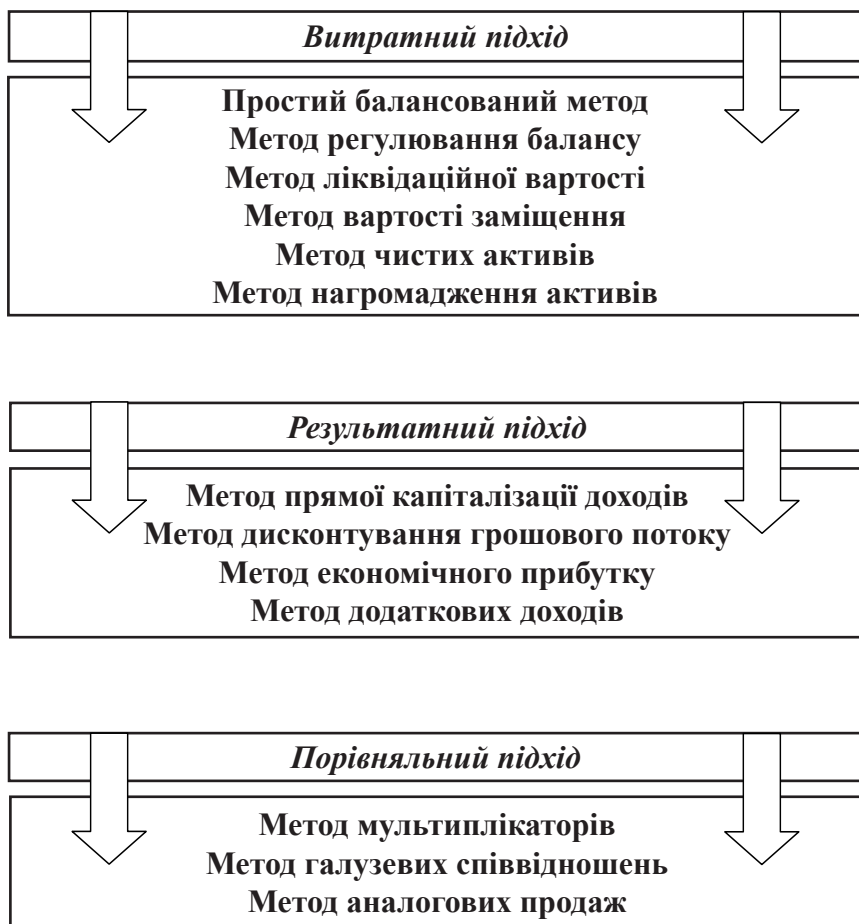 Витратний підхід
Простий балансований метод
Метод регулювання балансу
Метод ліквідаційної вартості
Метод вартості заміщення
Метод чистих активів
Метод нагромадження активів
Результатний підхід
Метод прямої капіталізації доходів
Метод дисконтування грошового потоку
Метод економічного прибутку
Метод додаткових доходів
Порівняльний підхід
Метод мультиплікаторів
Метод галузевих співвідношень
Метод аналогових продаж